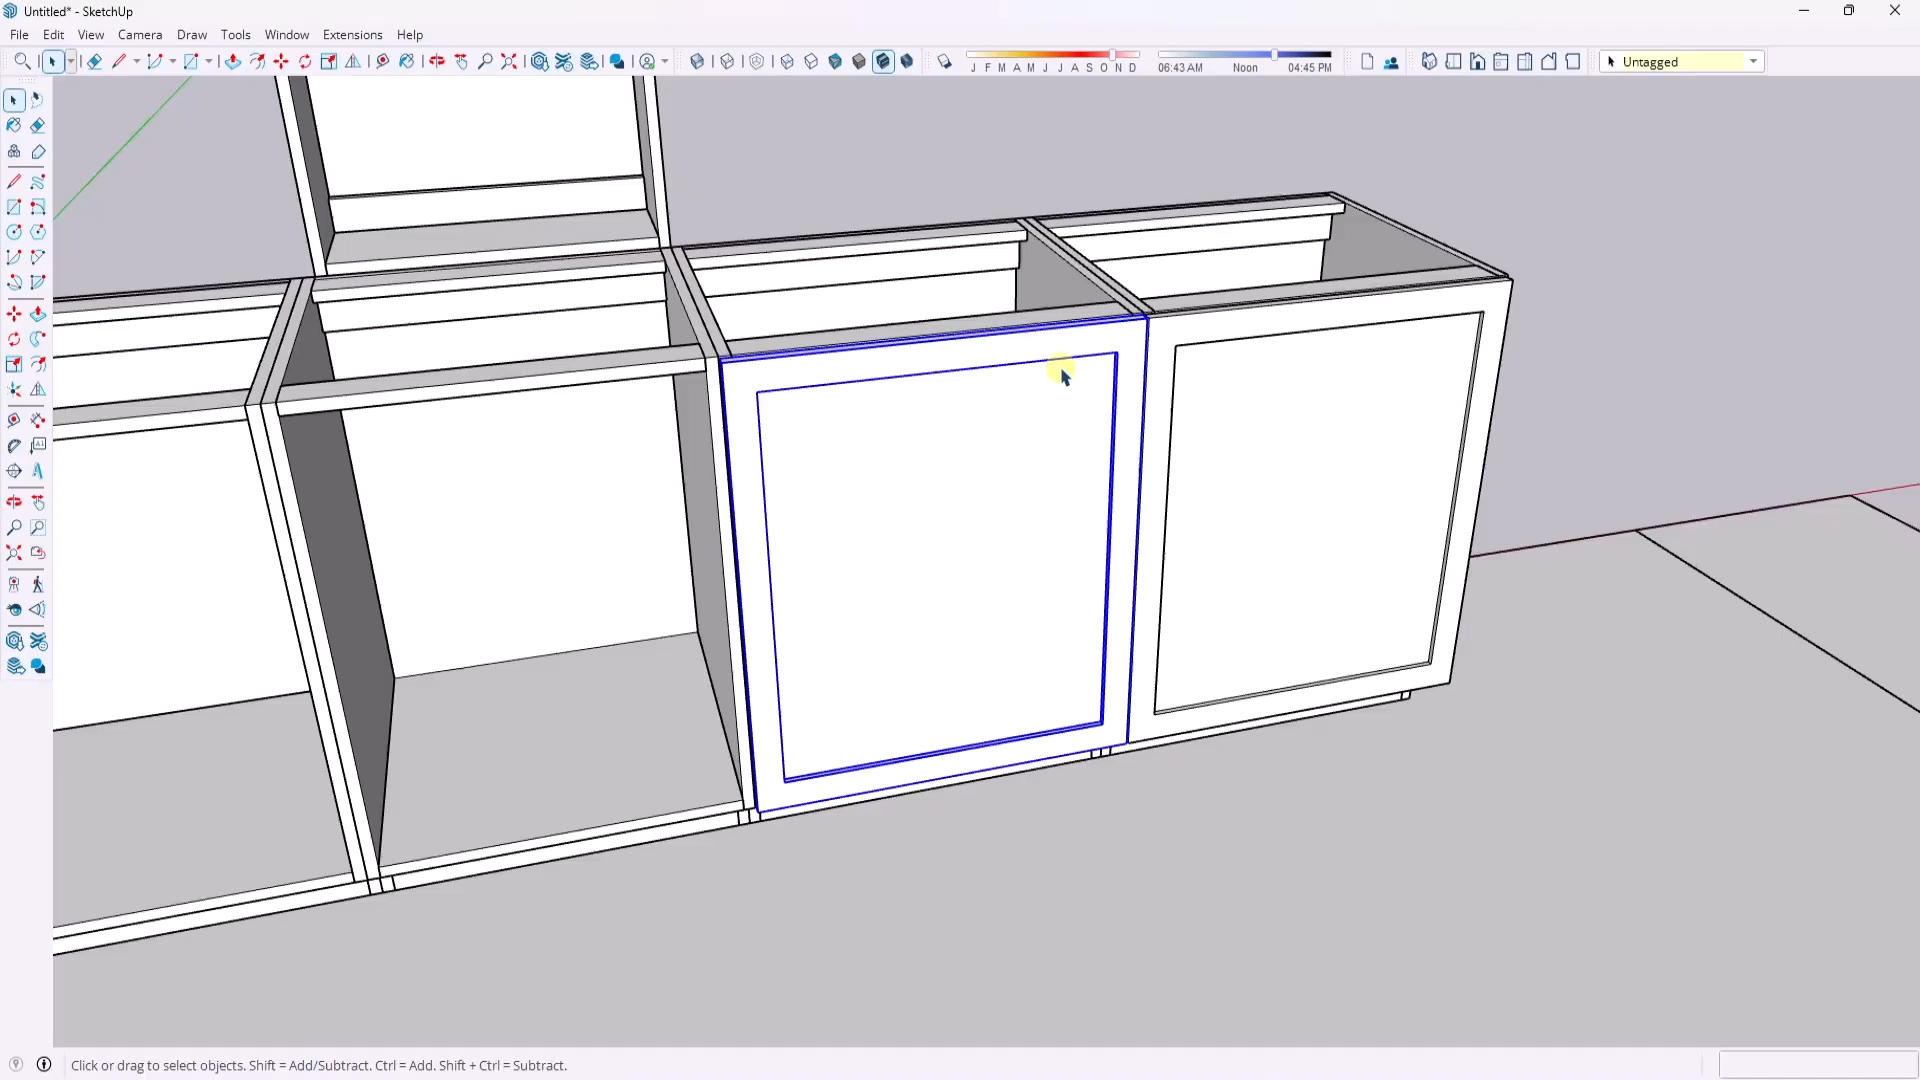 Untitled* - SketchUp
File Edit View Camera Draw Tools Window Extensions Help
J F M A M J J A S O N D 06:43 AM Noon 04:45 PM Untagged
A1
Click or drag to select objects. Shift = Add/Subtract. Ctrl = Add. Shift + Ctrl = Subtract.